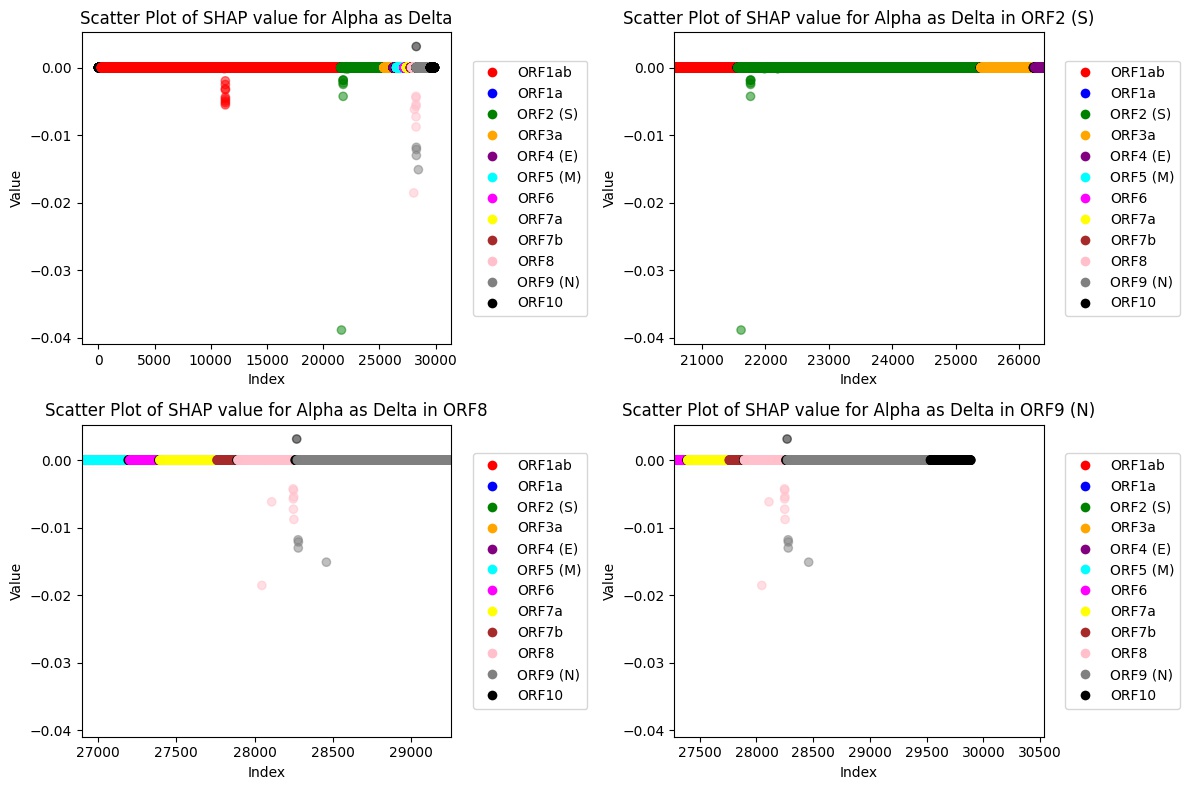 Scatter Plot of SHAP value for Alpha as Delta
0.00
−0.01
−0.02
−0.03
−0.04
Value
0 5000 10000 15000 20000 25000 30000
Index
ORF1ab
ORF1a
ORF2 (S)
ORF3a
ORF4 (E)
ORF5 (M)
ORF6
ORF7a
ORF7b
ORF8
ORF9 (N)
ORF10
Scatter Plot of SHAP value for Alpha as Delta in ORF2 (S)
0.00
−0.01
−0.02
−0.03
−0.04
Value
21000 22000 23000 24000 25000 26000
Index
ORF1ab
ORF1a
ORF2 (S)
ORF3a
ORF4 (E)
ORF5 (M)
ORF6
ORF7a
ORF7b
ORF8
ORF9 (N)
ORF10
Scatter Plot of SHAP value for Alpha as Delta in ORF8
0.00
−0.01
−0.02
−0.03
−0.04
Value
27000 27500 28000 28500 29000
Index
ORF1ab
ORF1a
ORF2 (S)
ORF3a
ORF4 (E)
ORF5 (M)
ORF6
ORF7a
ORF7b
ORF8
ORF9 (N)
ORF10
Scatter Plot of SHAP value for Alpha as Delta in ORF9 (N)
0.00
−0.01
−0.02
−0.03
−0.04
Value
27500 28000 28500 29000 29500 30000 30500
Index
ORF1ab
ORF1a
ORF2 (S)
ORF3a
ORF4 (E)
ORF5 (M)
ORF6
ORF7a
ORF7b
ORF8
ORF9 (N)
ORF10